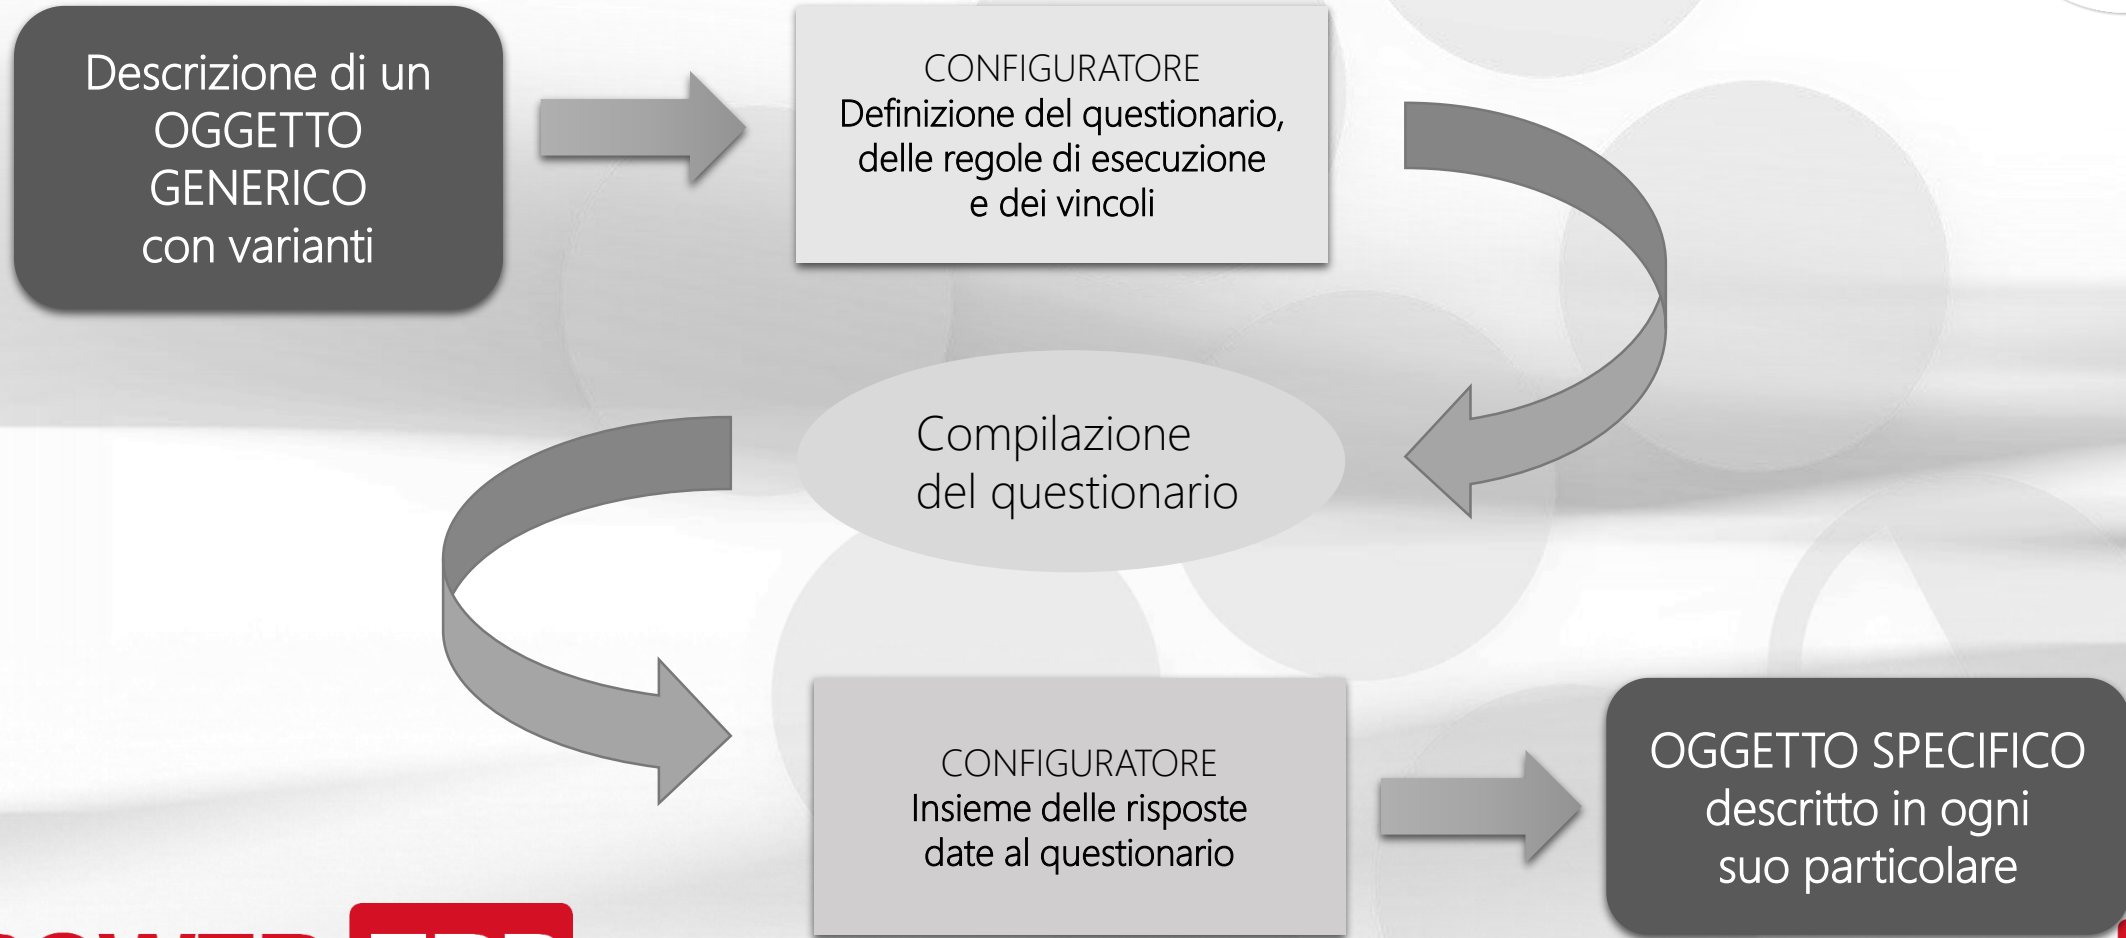 Descrizione di un
OGGETTO
GENERICO
con varianti
CONFIGURATORE
Definizione del questionario,
delle regole di esecuzione
e dei vincoli
Compilazione
del questionario
CONFIGURATORE
Insieme delle risposte
date al questionario
OGGETTO SPECIFICO
descritto in ogni
suo particolare